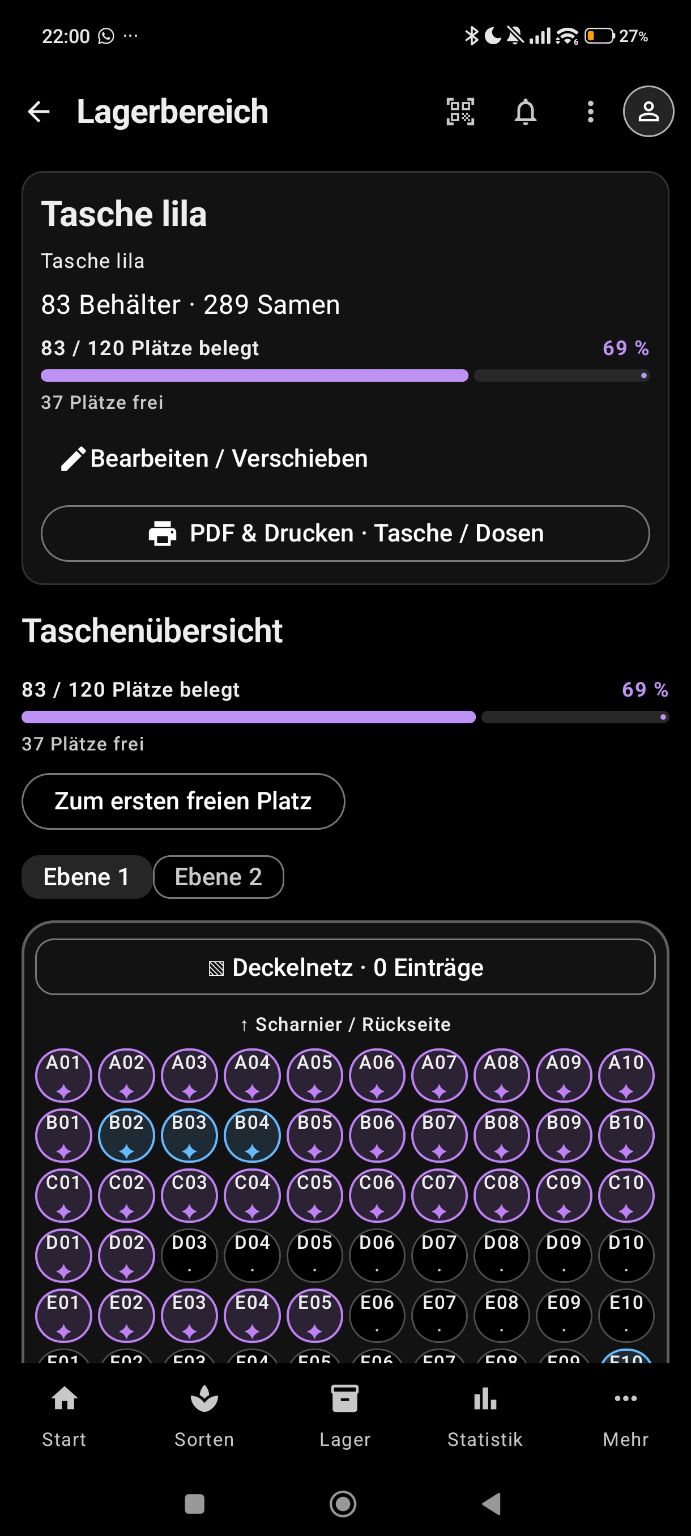 22:00 ··· 27%
Lagerbereich
Tasche lila
Tasche lila
83 Behälter · 289 Samen
83 / 120 Plätze belegt 69 %
37 Plätze frei
Bearbeiten / Verschieben
PDF & Drucken · Tasche / Dosen
Taschenübersicht
83 / 120 Plätze belegt 69 %
37 Plätze frei
Zum ersten freien Platz
Ebene 1 Ebene 2
▧ Deckelnetz · 0 Einträge
↑ Scharnier / Rückseite
A01 A02 A03 A04 A05 A06 A07 A08 A09 A10
✦ ✦ ✦ ✦ ✦ ✦ ✦ ✦ ✦ ✦
B01 B02 B03 B04 B05 B06 B07 B08 B09 B10
✦ ✦ ✦ ✦ ✦ ✦ ✦ ✦ ✦ ✦
C01 C02 C03 C04 C05 C06 C07 C08 C09 C10
✦ ✦ ✦ ✦ ✦ ✦ ✦ ✦ ✦ ✦
D01 D02 D03 D04 D05 D06 D07 D08 D09 D10
✦ ✦ · · · · · · · ·
E01 E02 E03 E04 E05 E06 E07 E08 E09 E10
✦ ✦ ✦ ✦ ✦ · · · · ·
Start Sorten Lager Statistik Mehr